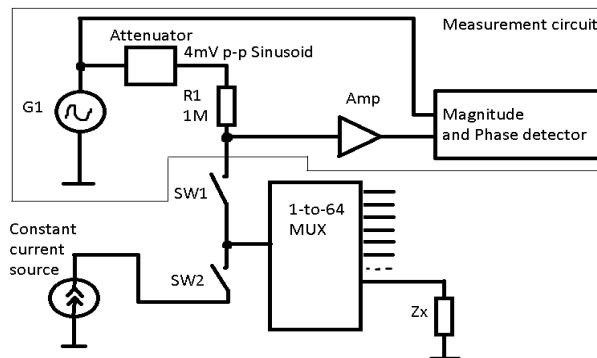 Measurement circuit
Attenuator
4mV p-p Sinusoid
R1
1M
Amp
G1
Magnitude
and Phase detector
SW1
1-to-64
MUX
Constant
current
source
SW2
Zx